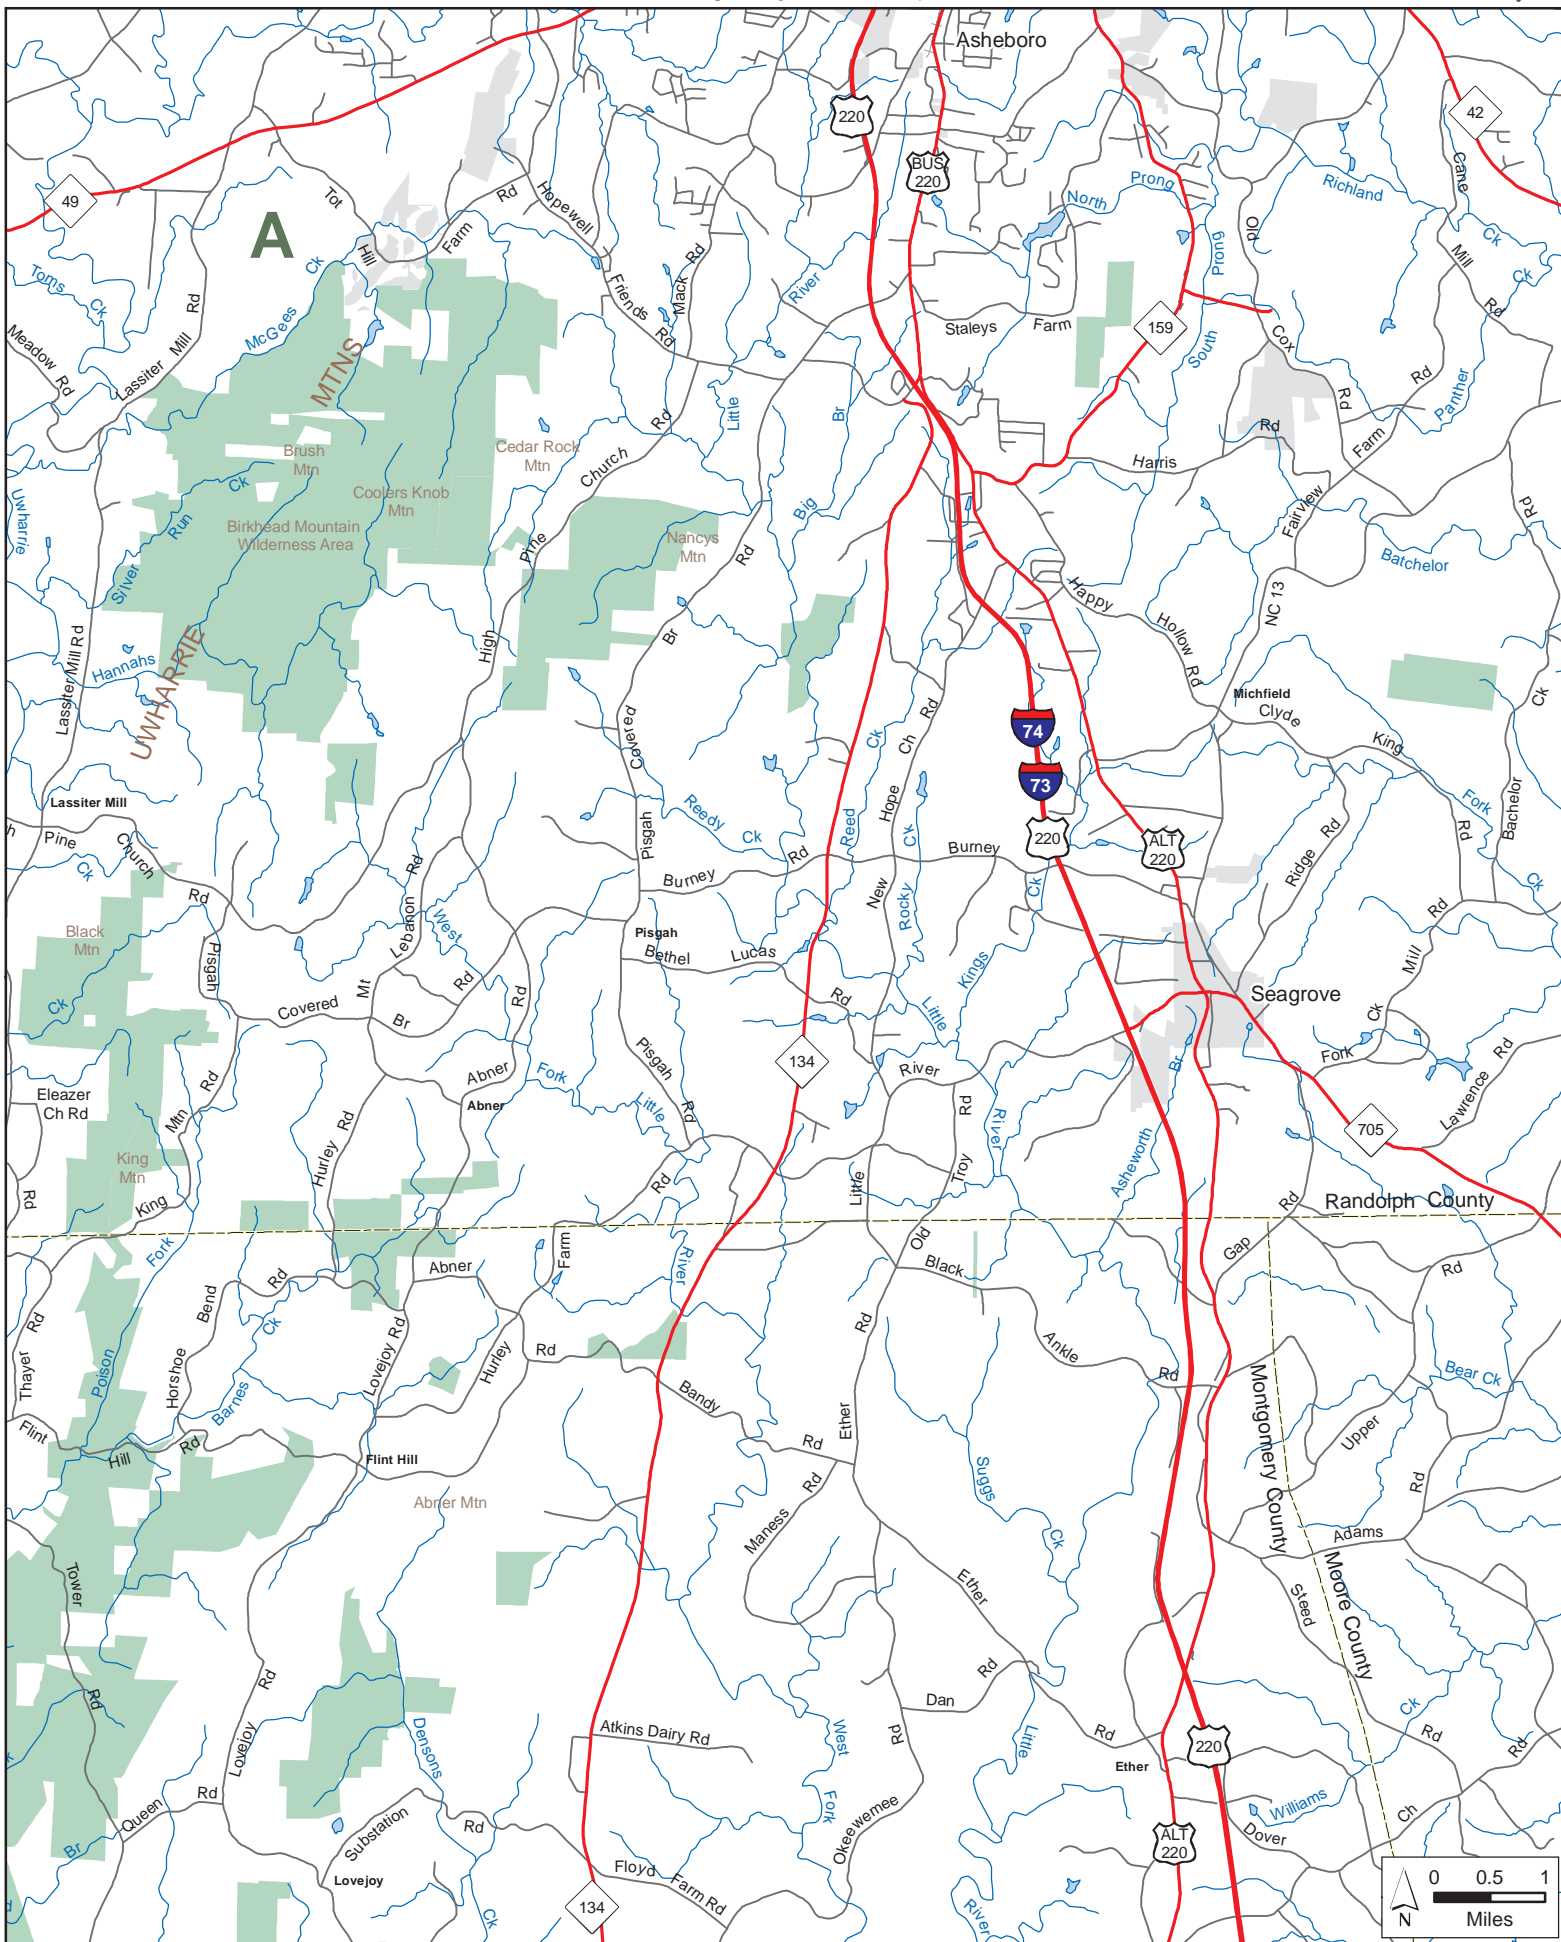 Asheboro
220
BUS
220
42
49
A
Tot
Hill
Farm
Rd
Hopewell
Friends
Rd
Mack Rd
River
North
Prong
Prong
South
Old
Richland
Cane
Ck
Mill
Rd
Ck
Toms
Ck
Meadow Rd
Lassiter Mill
Rd
McGees
Ck
MTNS
Staleys
Farm
159
Cox
Rd
Rd
Panther
Farm
Brush
Mtn
Cedar Rock
Mtn
Coolers Knob
Mtn
Birkhead Mountain
Wilderness Area
Nancys
Mtn
Little
Br
Big
Church
Rd
Pine
High
Harris
Rd
Fairview
Batchelor
Rd
Uwharrie
Silver
Run
Ck
Hannahs
UWHARRIE
Lassiter Mill Rd
Rd
Br
Covered
Pisgah
Happy
Hollow
Rd
NC 13
Michfield
Clyde
King
Fork
Rd
Bachelor
Ck
Ck
74
73
220
ALT
220
Reed
Ck
New
Hope
Ch
Rd
Rocky
Ck
Ck
Lassiter Mill
Pine
Church
Rd
Ck
Reedy
Ck
Burney
Rd
Burney
Ridge
Rd
Black
Mtn
Ck
Pisgah
Covered
Br
Rd
Mt
Lebanon
Rd
West
Rd
Pisgah
Bethel
Lucas
Rd
Kings
Little
Seagrove
Mill
Rd
Ck
Fork
Lawrence
Rd
Eleazer
Ch Rd
Abner
Abner
Fork
Little
Pisgah
Rd
134
River
River
Rd
Troy
Old
Br
Asheworth
705
King
Mtn
King
Mtn
Rd
Rd
Hurley
Rd
Rd
Little
Randolph County
Gap
Rd
Rd
Fork
Poison
Thayer
Rd
Horshoe
Bend
Rd
Ck
Barnes
Abner
Farm
River
Lovejoy Rd
Hurley
Rd
Black
Ankle
Rd
Rd
Ether
Bear Ck
Flint
Hill
Rd
Flint Hill
Abner Mtn
Bandy
Rd
Maness
Rd
Suggs
Ck
Montgomery County
Moore County
Upper
Rd
Adams
Steed
Tower
Rd
Ether
Rd
Dan
Rd
Rd
Ck
Rd
Rd
Lovejoy
Rd
Densons
Ck
Atkins Dairy Rd
West
Fork
Little
River
Ether
220
Williams
Dover
Ch
Queen
Rd
Br
Substation
Rd
Lovejoy
Okeewemee
Floyd
Farm Rd
134
ALT
220
N
0 0.5 1
Miles